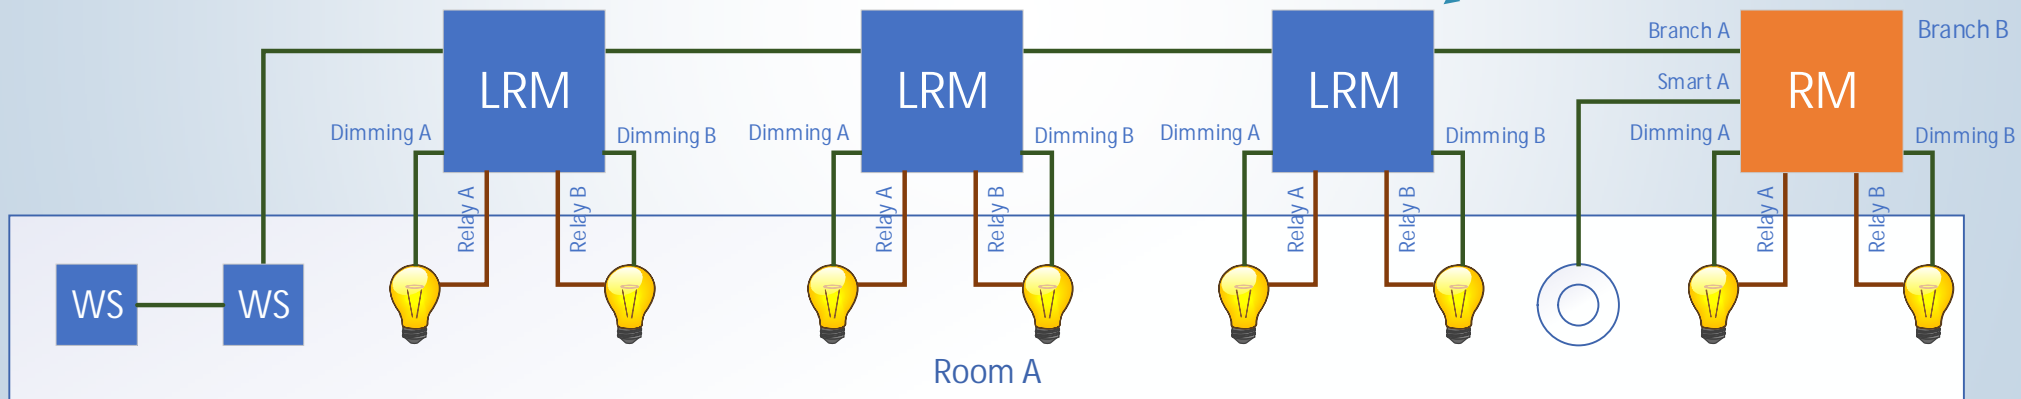 Branch A
Branch B
LRM
LRM
LRM
RM
Smart A
Dimming A
Dimming B
Dimming A
Dimming B
Dimming A
Dimming B
Dimming A
Dimming B
Relay A
Relay B
Relay A
Relay B
Relay A
Relay B
Relay A
Relay B
WS
WS
Room A